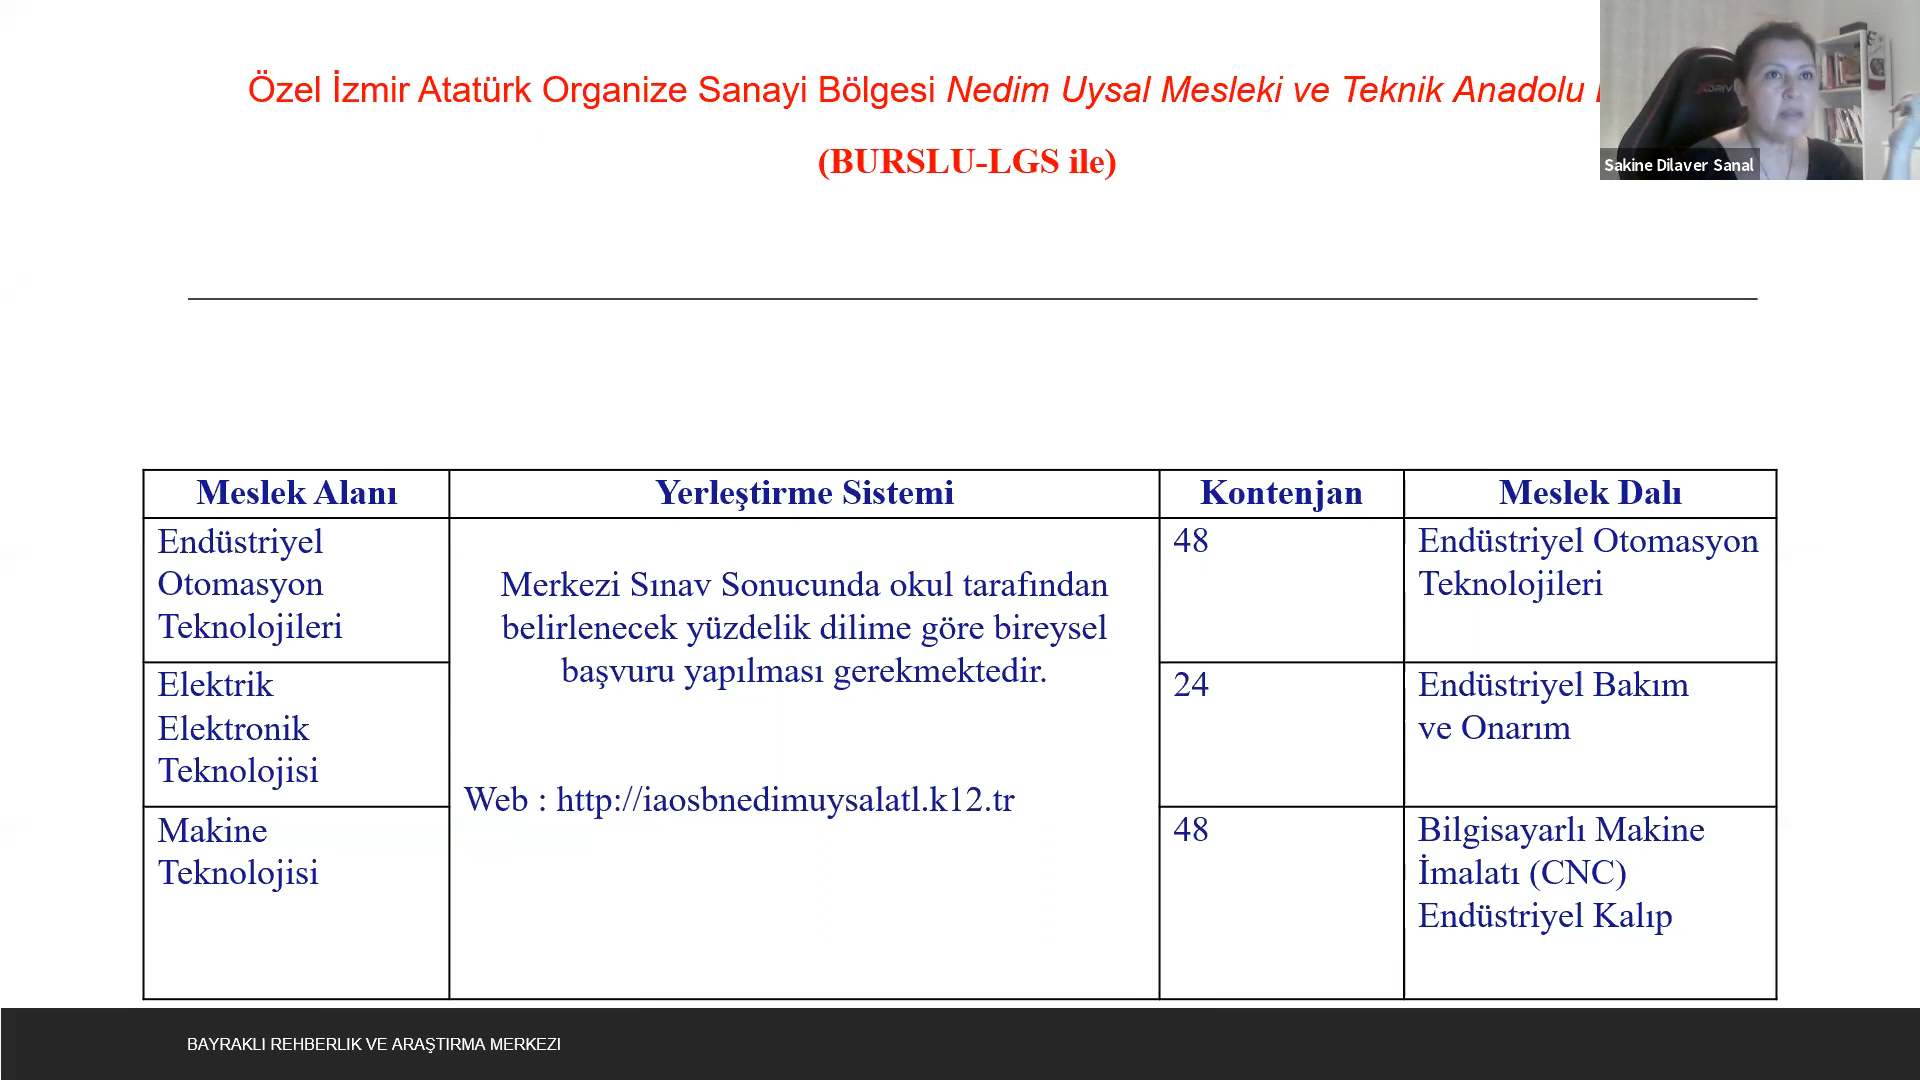 Özel İzmir Atatürk Organize Sanayi Bölgesi Nedim Uysal Mesleki ve Teknik Anadolu
(BURSLU-LGS ile)
Sakine Dilaver Sanal
Meslek Alanı
Yerleştirme Sistemi
Kontenjan
Meslek Dalı
Endüstriyel
Otomasyon
Teknolojileri
Merkezi Sınav Sonucunda okul tarafından
belirlenecek yüzdelik dilime göre bireysel
başvuru yapılması gerekmektedir.
Web : http://iaosbnedimuysalatl.k12.tr
48
Endüstriyel Otomasyon
Teknolojileri
Elektrik
Elektronik
Teknolojisi
24
Endüstriyel Bakım
ve Onarım
Makine
Teknolojisi
48
Bilgisayarlı Makine
İmalatı (CNC)
Endüstriyel Kalıp
BAYRAKLI REHBERLIK VE ARAŞTIRMA MERKEZI